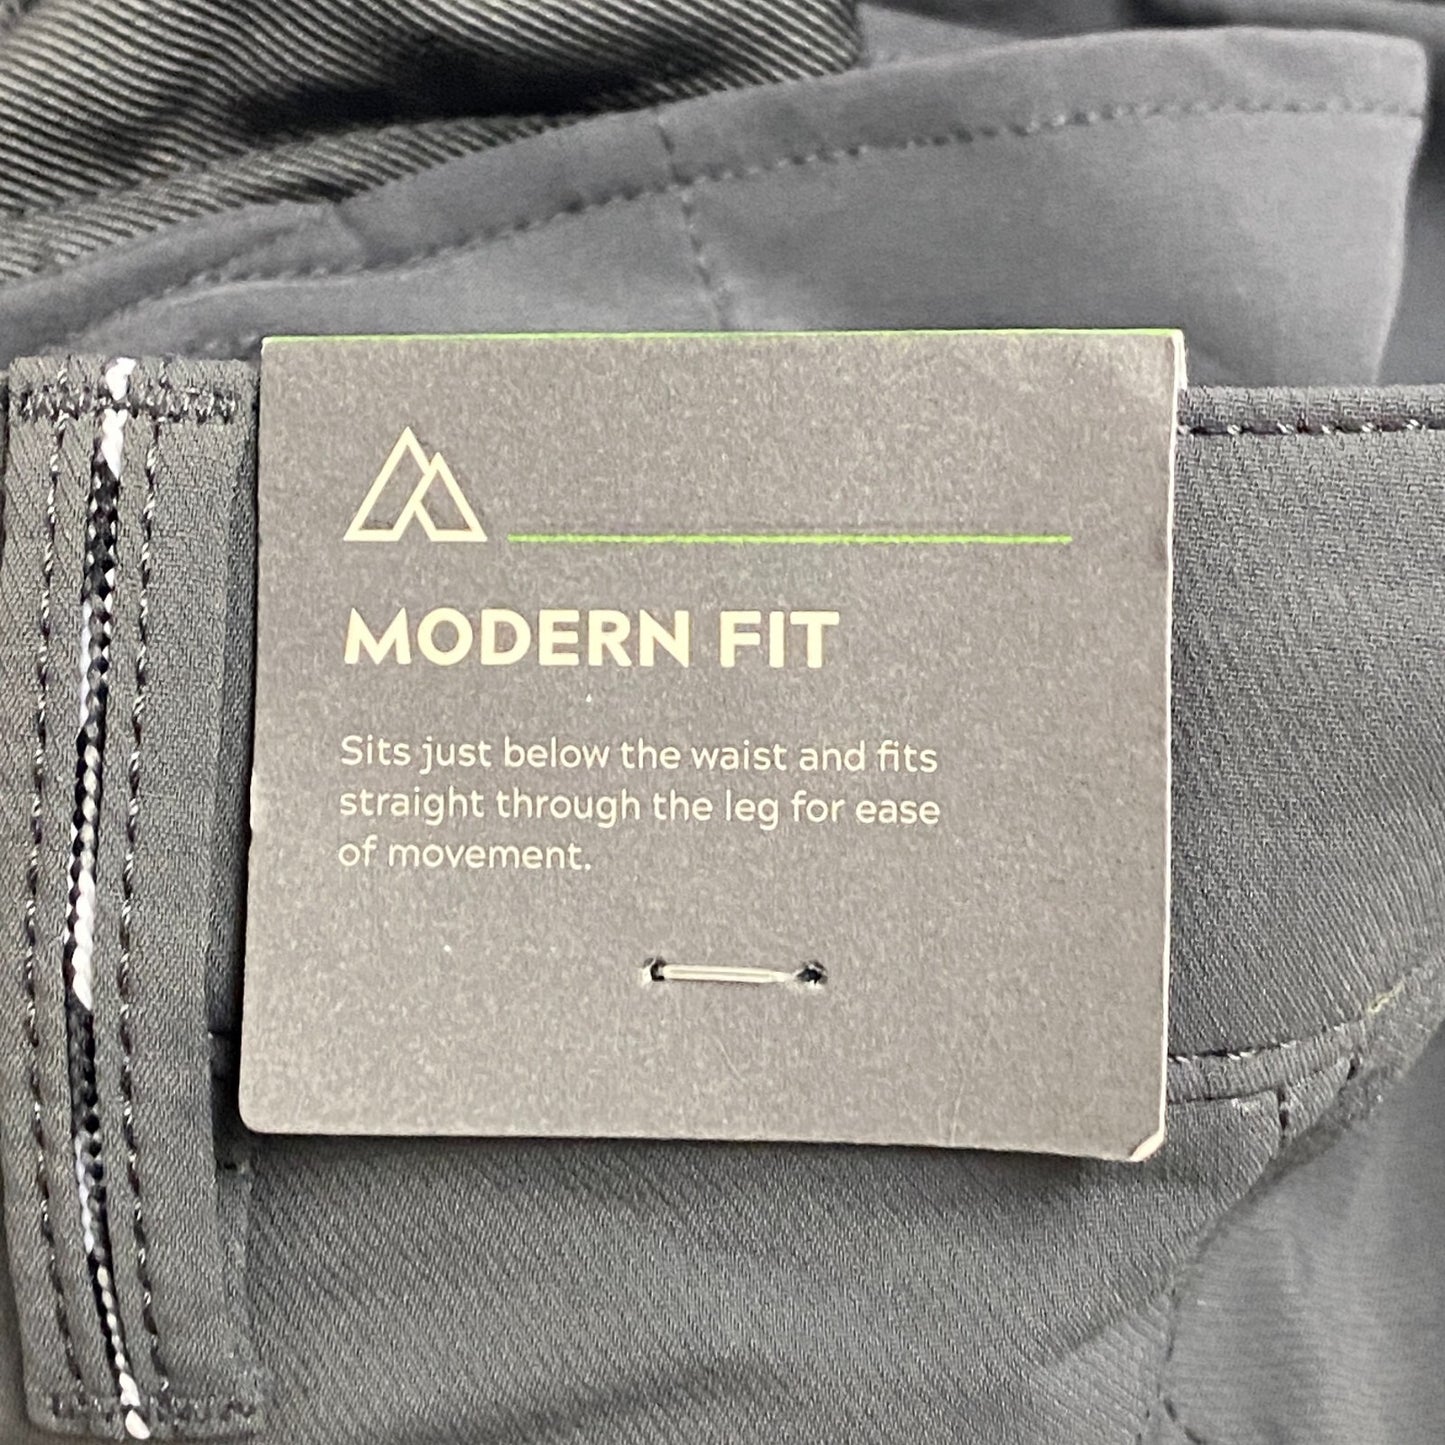 MODERN FIT
Sits just below the waist and fits
straight through the leg for ease
of movement.